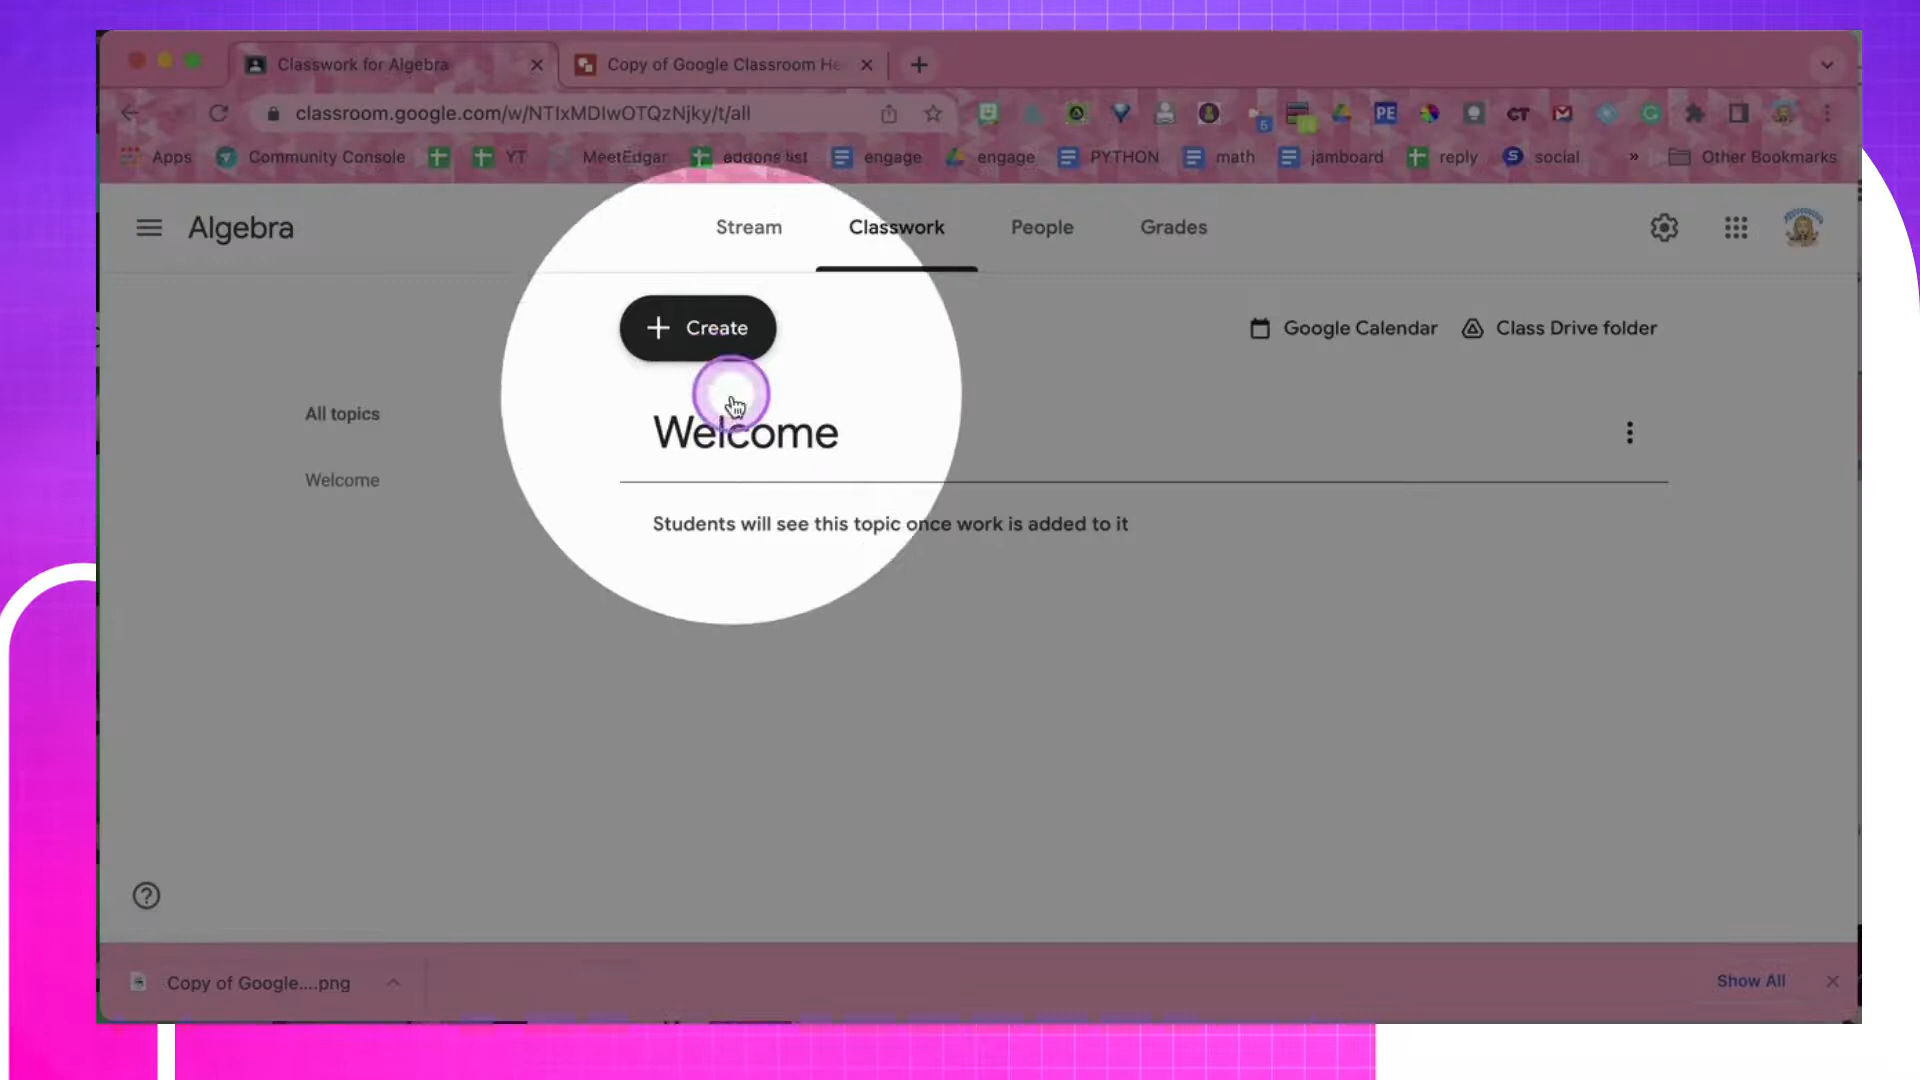 Classwork for Algebra
Copy of Google Classroom He
classroom.google.com/w/NTIxMDIwOTQzNjky/t/all
PE
GT
5
Apps
Community Console
YT
MeetEdgar
addons list
engage
engage
PYTHON
math
jamboard
reply
S
social
»
Other Bookmarks
Algebra
Stream
Classwork
People
Grades
+ Create
Google Calendar
Class Drive folder
All topics
Welcome
Welcome
Students will see this topic once work is added to it
Copy of Google....png
Show All